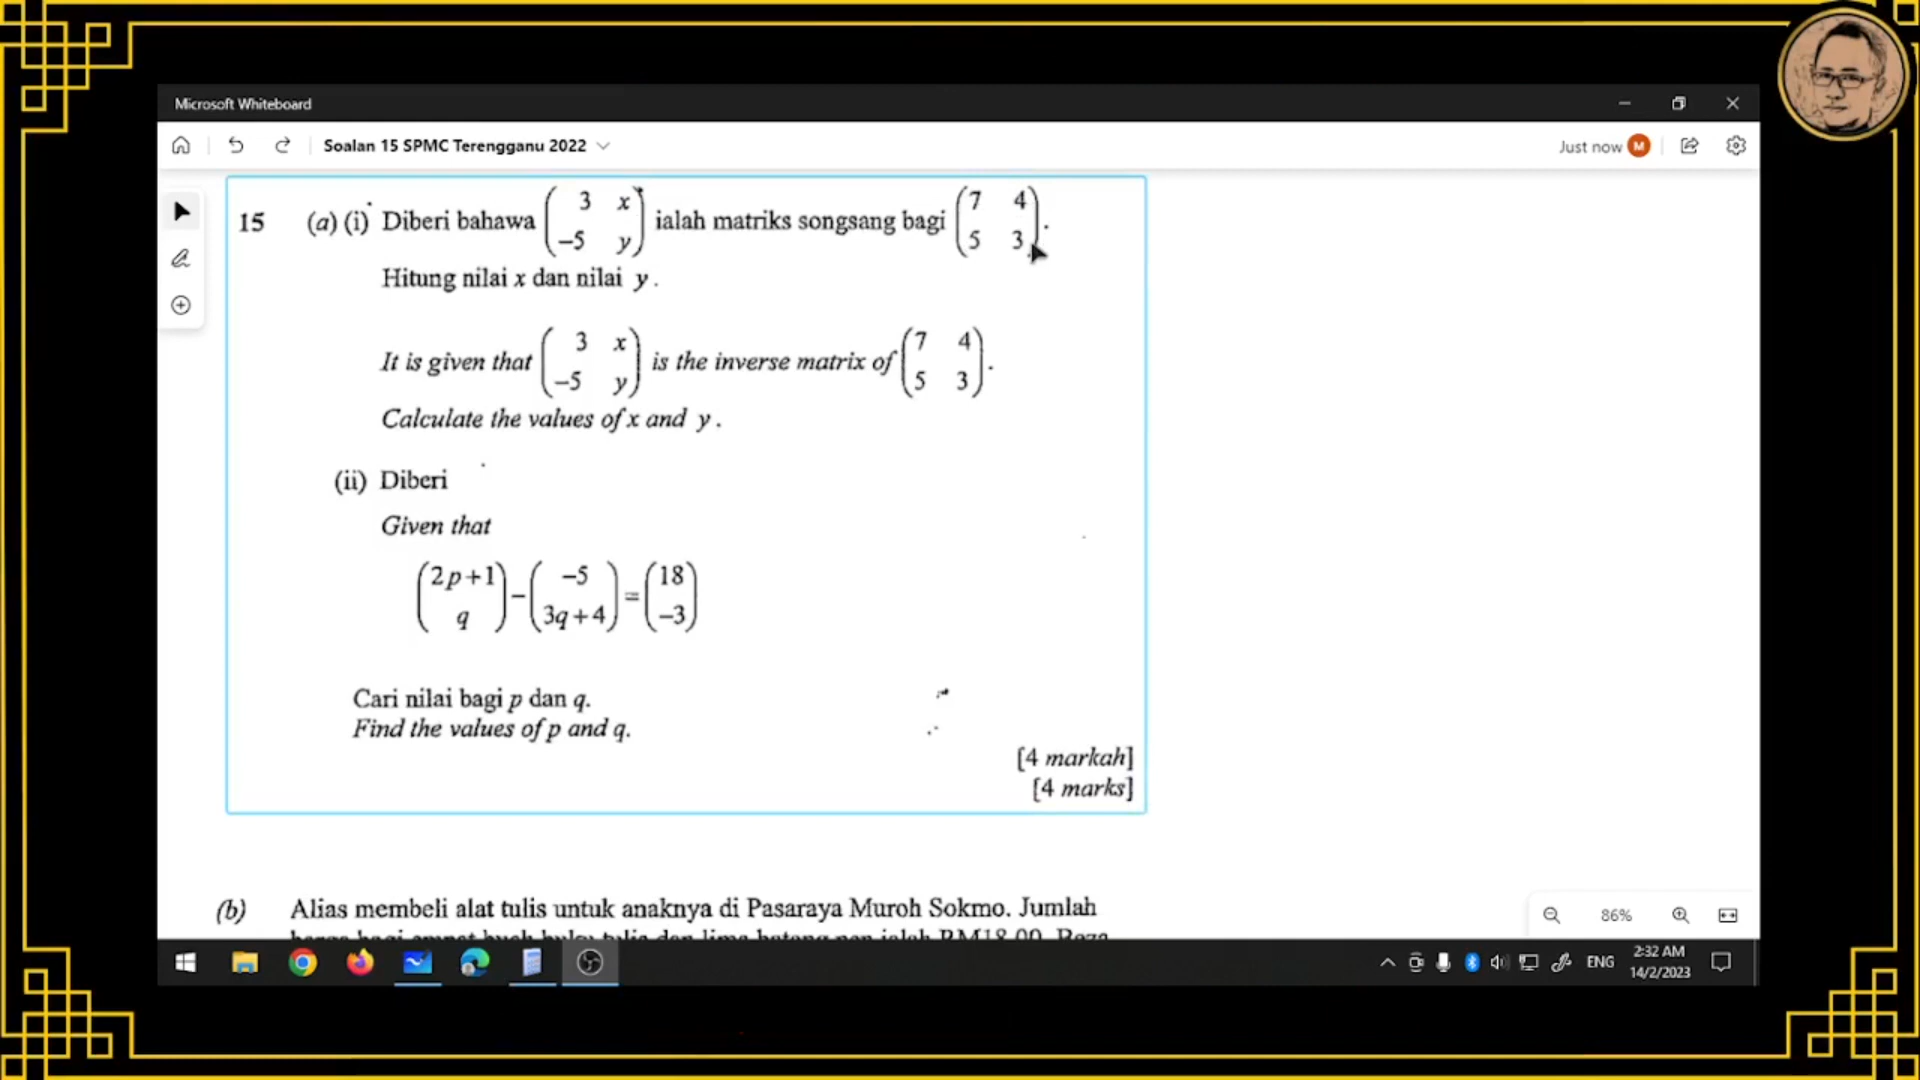 Microsoft Whiteboard
Soalan 15 SPMC Terengganu 2022
Just now M
15 (a) (i) Diberi bahawa (3 x; −5 y) ialah matriks songsang bagi (7 4; 5 3).
Hitung nilai x dan nilai y.
It is given that (3 x; −5 y) is the inverse matrix of (7 4; 5 3).
Calculate the values of x and y.
(ii) Diberi
Given that
(2p+1; q) − (−5; 3q+4) = (18; −3)
Cari nilai bagi p dan q.
Find the values of p and q.
[4 markah]
[4 marks]
(b) Alias membeli alat tulis untuk anaknya di Pasaraya Muroh Sokmo. Jumlah
86%
ENG
2:32 AM
14/2/2023